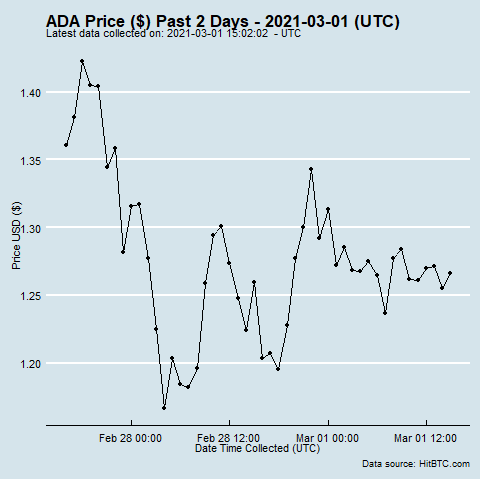 ADA Price ($) Past 2 Days - 2021-03-01 (UTC)
Latest data collected on: 2021-03-01 15:02:02  - UTC
1.40
1.35
1.30
1.25
1.20
Price USD ($)
Feb 28 00:00 Feb 28 12:00 Mar 01 00:00 Mar 01 12:00
Date Time Collected (UTC)
Data source: HitBTC.com